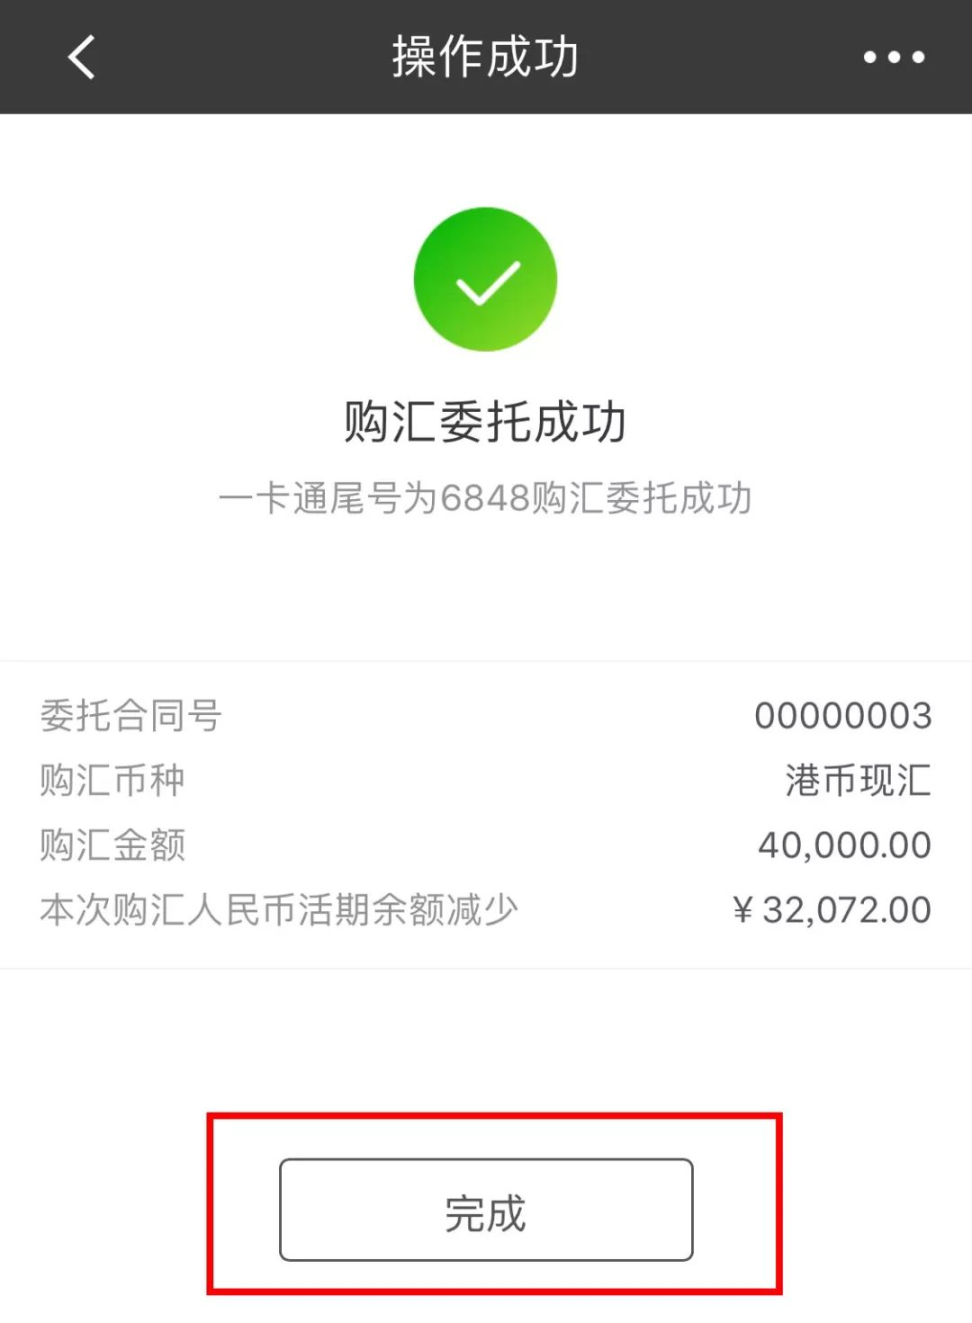 操作成功
购汇委托成功
一卡通尾号为6848购汇委托成功
委托合同号 00000003
购汇币种 港币现汇
购汇金额 40,000.00
本次购汇人民币活期余额减少 ¥32,072.00
完成